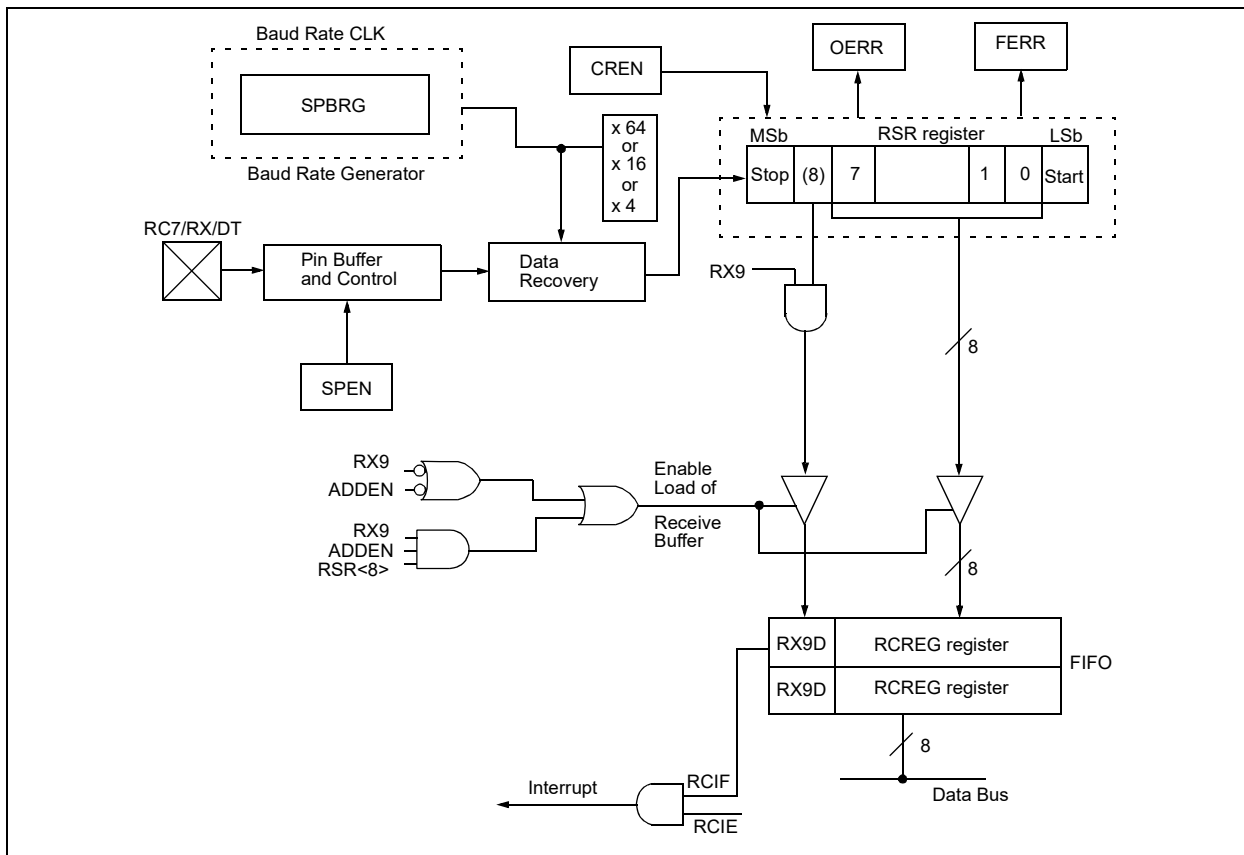 Baud Rate CLK
SPBRG
Baud Rate Generator
CREN
OERR
FERR
x 64
or
x 16
or
x 4
MSb
RSR register
LSb
Stop
(8)
7
1
0
Start
RC7/RX/DT
Pin Buffer
and Control
Data
Recovery
RX9
SPEN
8
RX9
ADDEN
RX9
ADDEN
RSR<8>
Enable
Load of
Receive
Buffer
8
RX9D
RCREG register
RX9D
RCREG register
FIFO
8
Data Bus
Interrupt
RCIF
RCIE